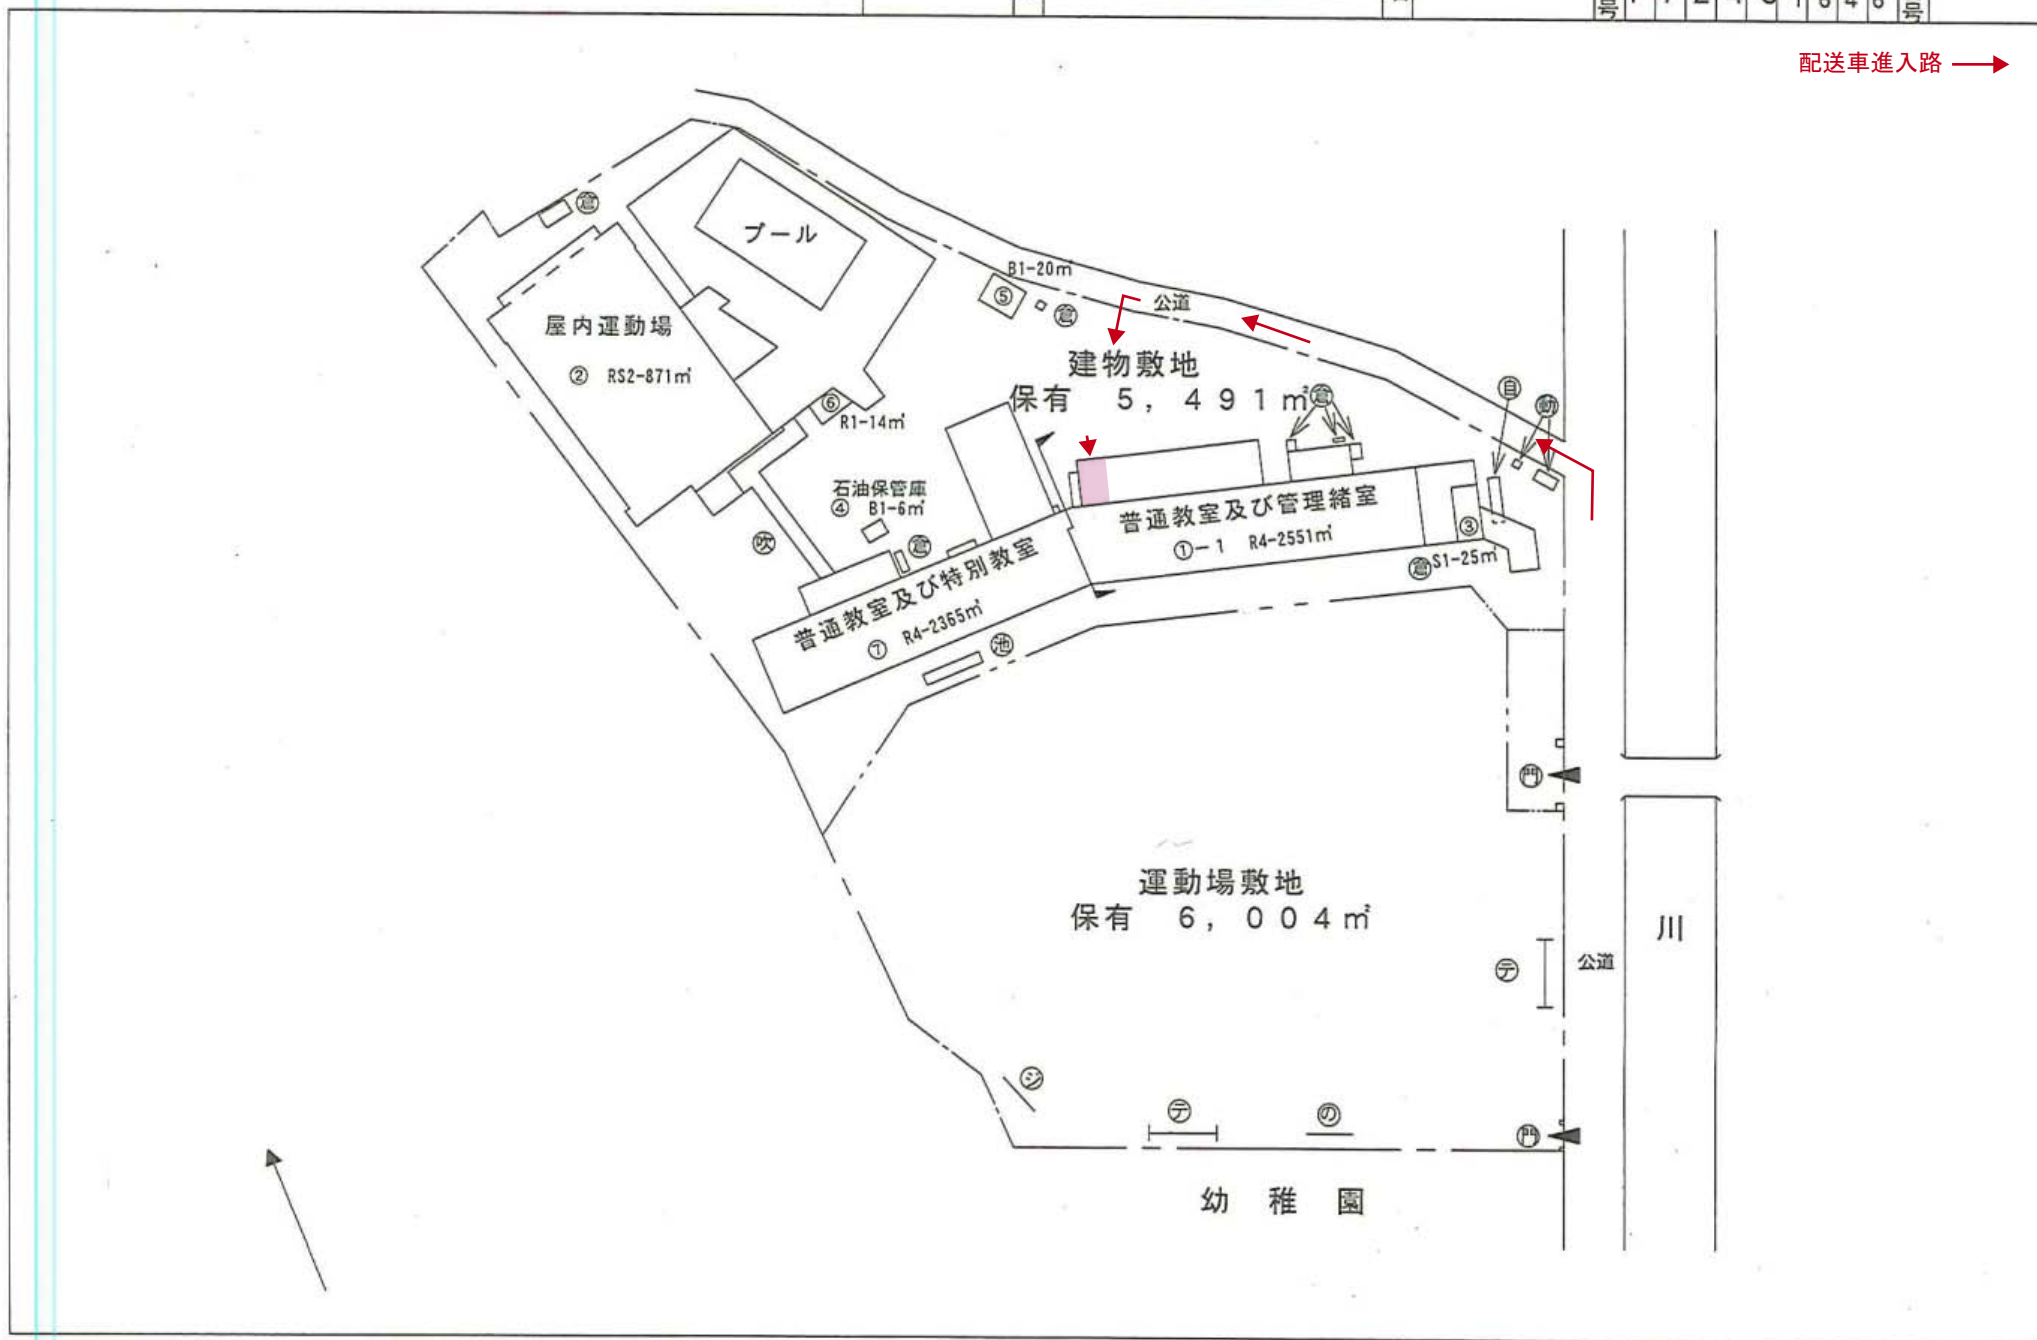 号
号
配送車進入路
倉
プール
B1-20㎡
⑤
倉
公道
屋内運動場
② RS2-871㎡
建物敷地
保有 5,491㎡
倉
自
⑥
R1-14㎡
石油保管庫
④ B1-6㎡
吹
倉
普通教室及び管理緒室
①-1 R4-2551㎡
③
倉 S1-25㎡
普通教室及び特別教室
⑦ R4-2365㎡
池
門
運動場敷地
保有 6,004㎡
川
テ
公道
ジ
テ
の
門
幼稚園